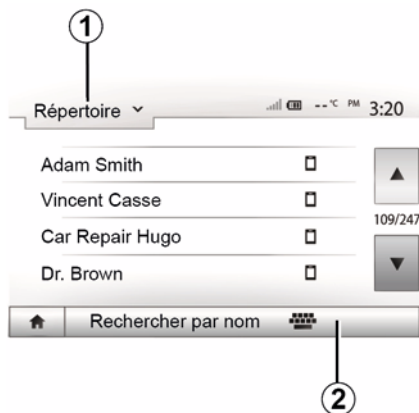 1
Répertoire
--°C PM 3:20
Adam Smith
Vincent Casse
109/247
Car Repair Hugo
Dr. Brown
Rechercher par nom
2